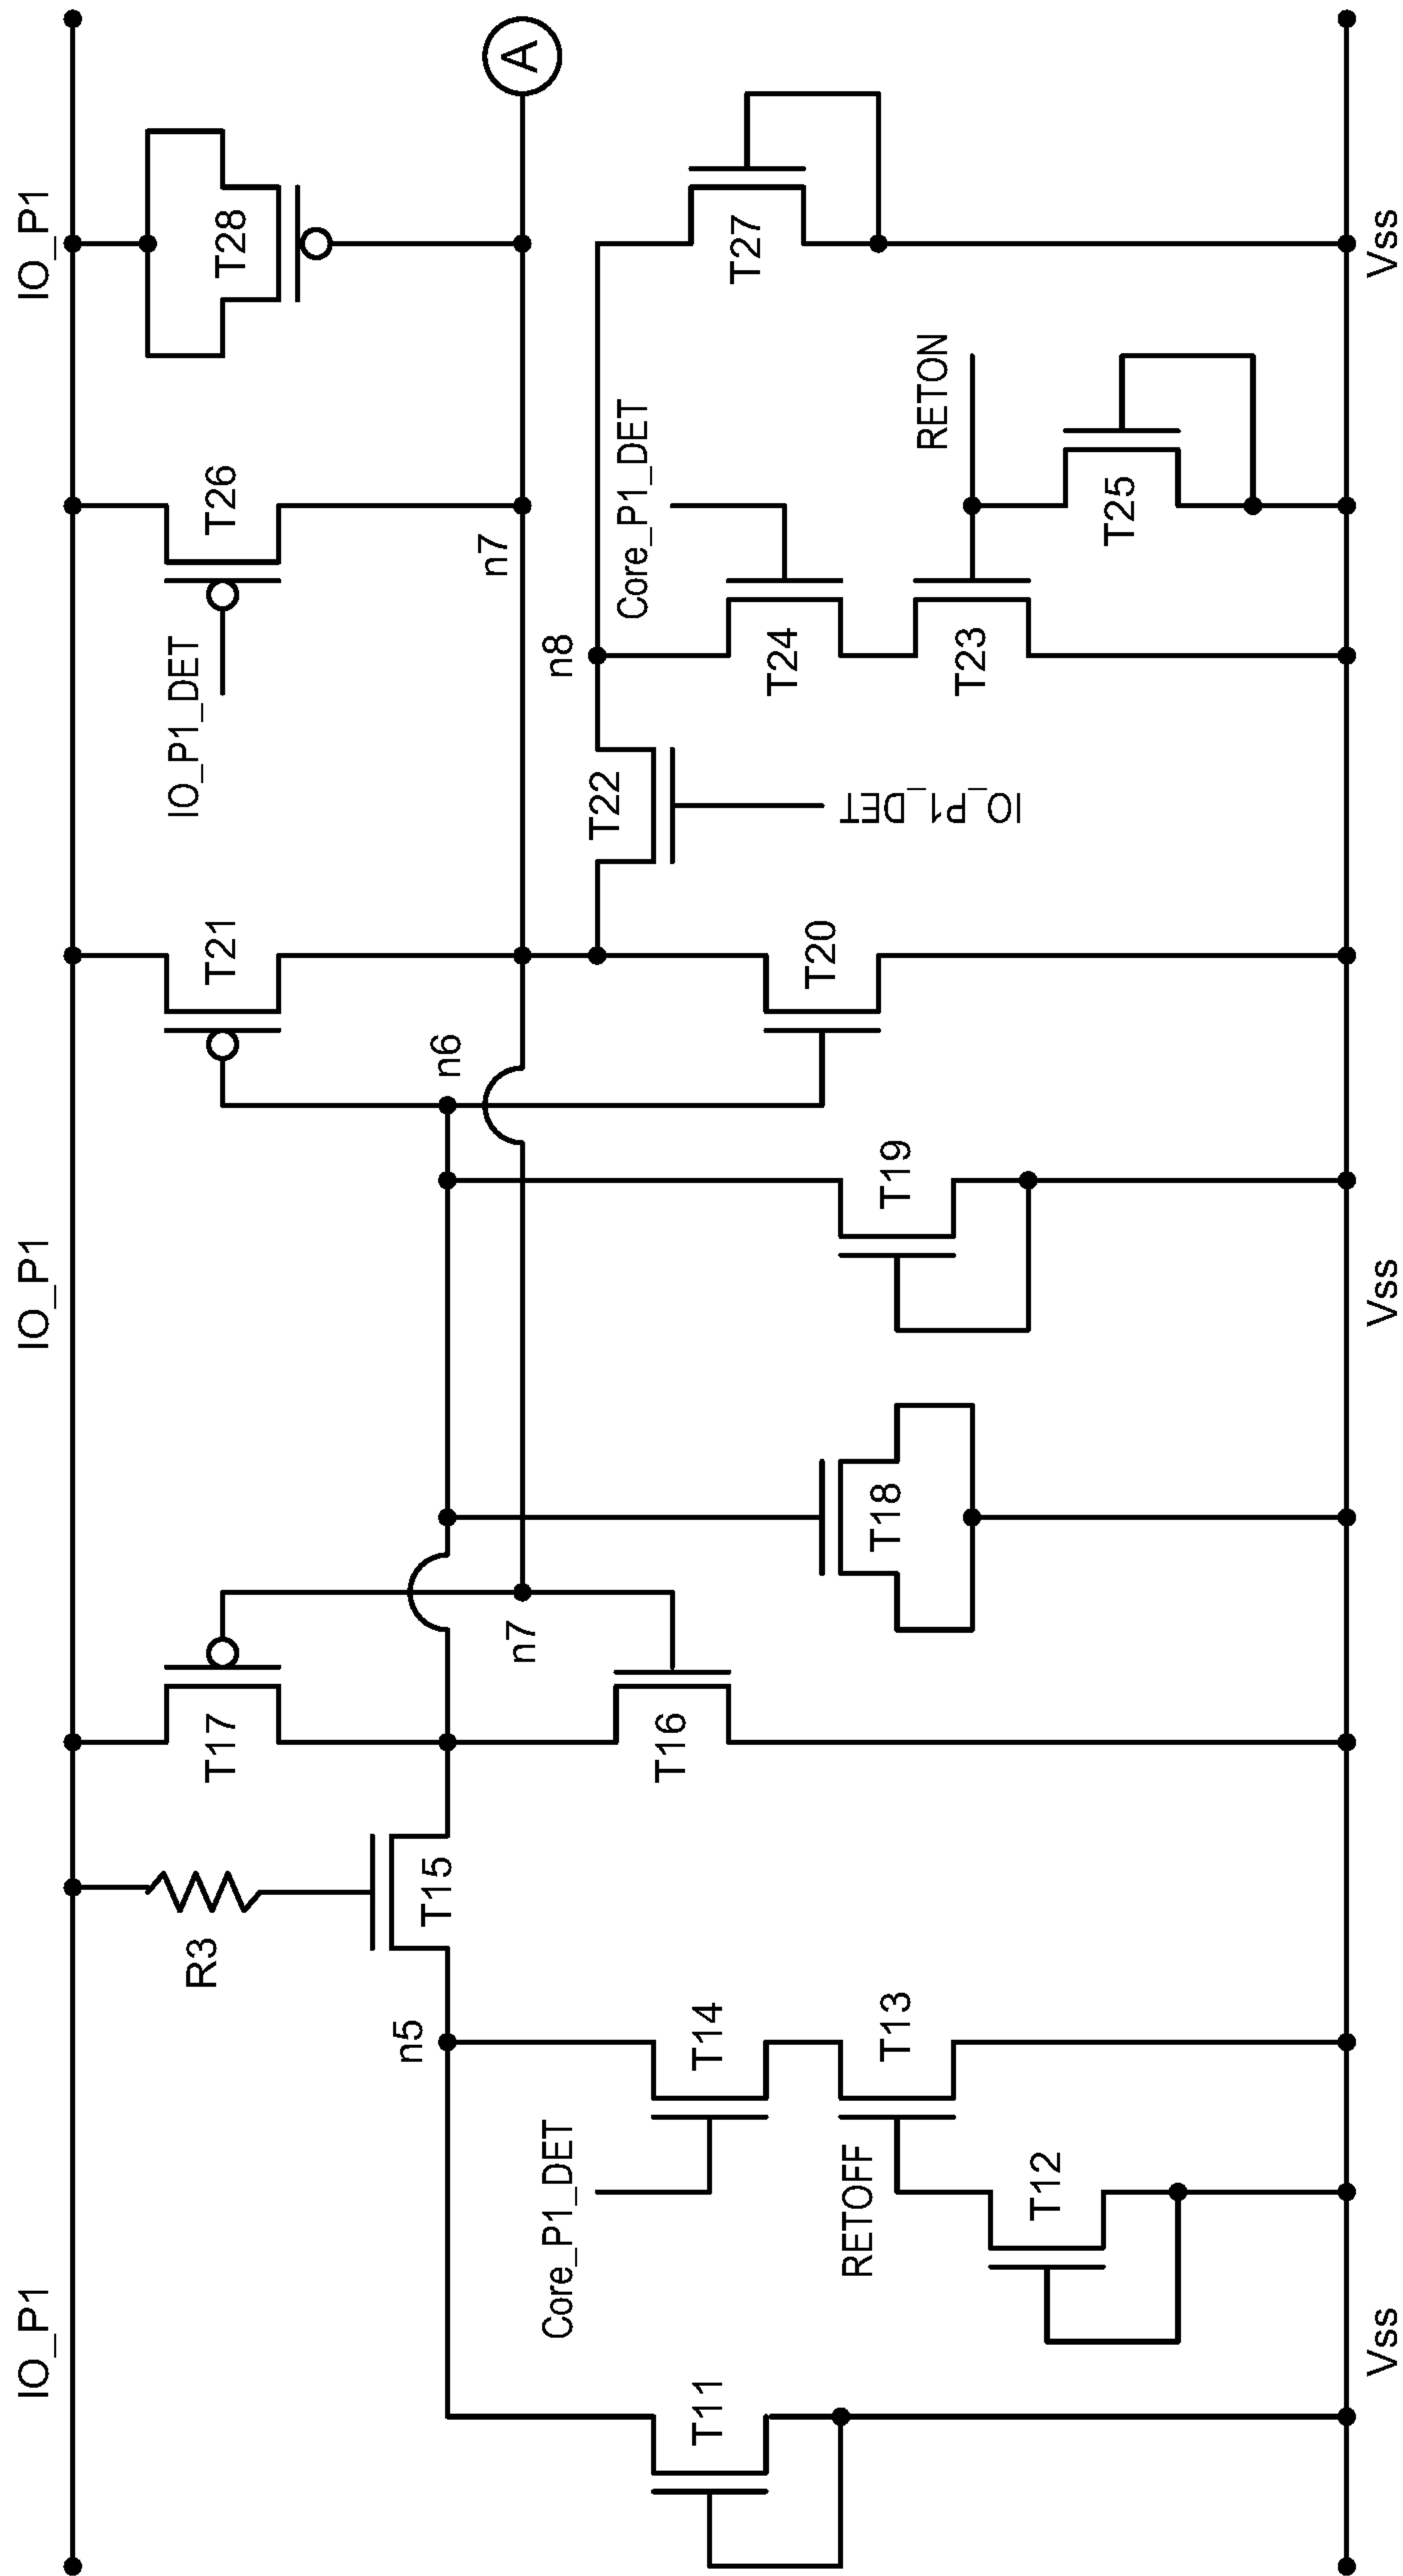 IO_P1
IO_P1
IO_P1
R3
T17
T21
IO_P1_DET
T26
T28
A
n5
T15
n6
n7
n7
n8
T11
Core_P1_DET
T14
T16
T22
IO_P1_DET
Core_P1_DET
T24
T27
RETOFF
T13
T12
T18
T19
T20
T23
RETON
T25
Vss
Vss
Vss